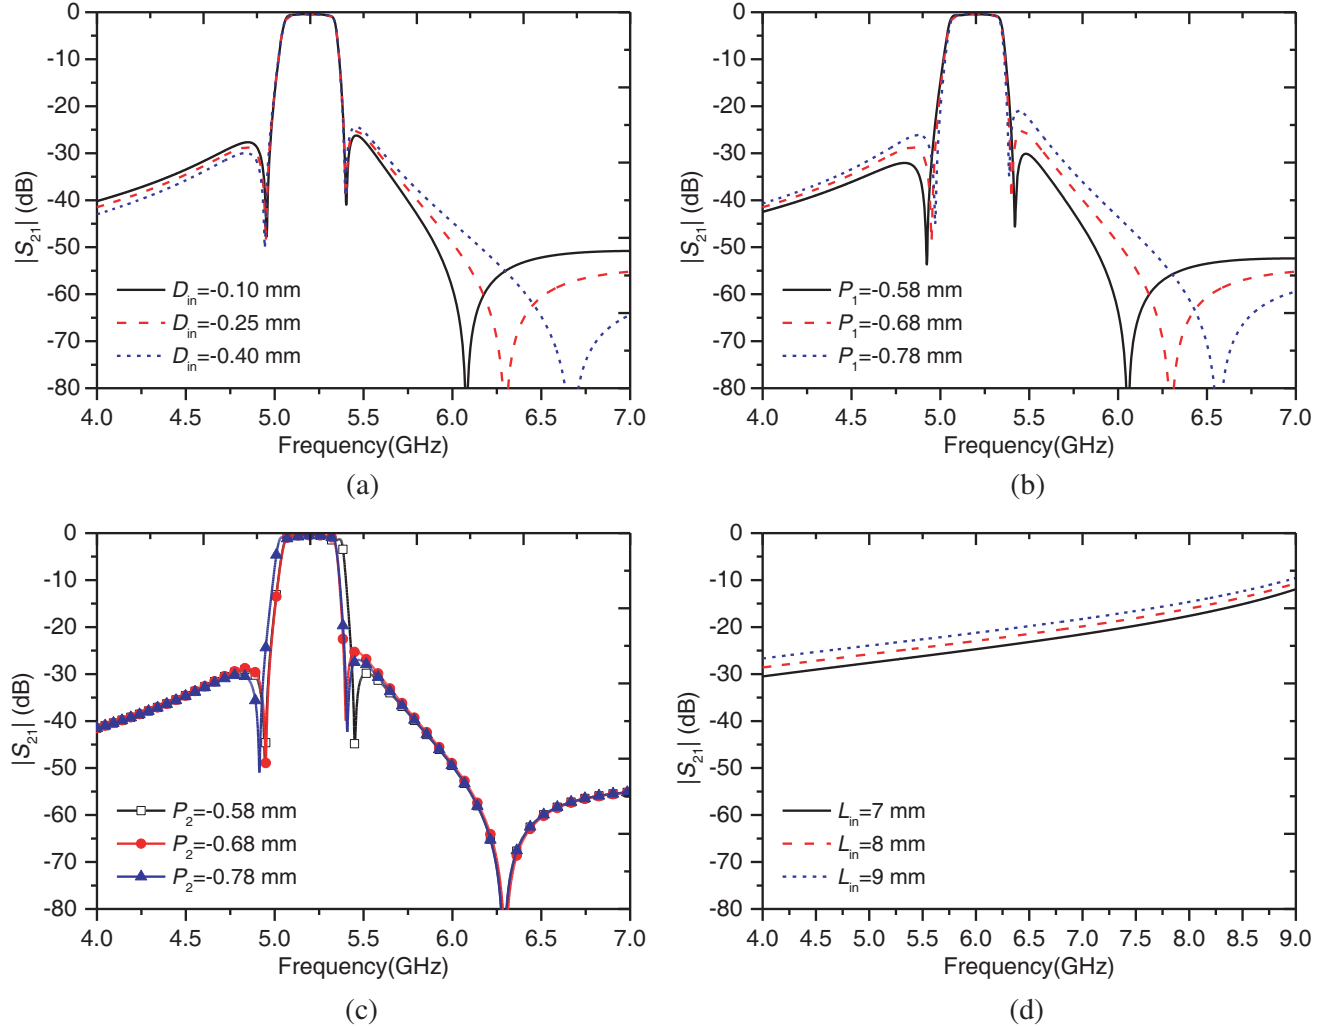 0
-10
-20
-30
-40
-50
-60
-70
-80
|S21| (dB)
Din=-0.10 mm
Din=-0.25 mm
Din=-0.40 mm
4.0 4.5 5.0 5.5 6.0 6.5 7.0
Frequency(GHz)
(a)
0
-10
-20
-30
-40
-50
-60
-70
-80
|S21| (dB)
P1=-0.58 mm
P1=-0.68 mm
P1=-0.78 mm
4.0 4.5 5.0 5.5 6.0 6.5 7.0
Frequency(GHz)
(b)
0
-10
-20
-30
-40
-50
-60
-70
-80
|S21| (dB)
P2=-0.58 mm
P2=-0.68 mm
P2=-0.78 mm
4.0 4.5 5.0 5.5 6.0 6.5 7.0
Frequency(GHz)
(c)
0
-10
-20
-30
-40
-50
-60
-70
-80
|S21| (dB)
Lin=7 mm
Lin=8 mm
Lin=9 mm
4.0 4.5 5.0 5.5 6.0 6.5 7.0 7.5 8.0 8.5 9.0
Frequency(GHz)
(d)